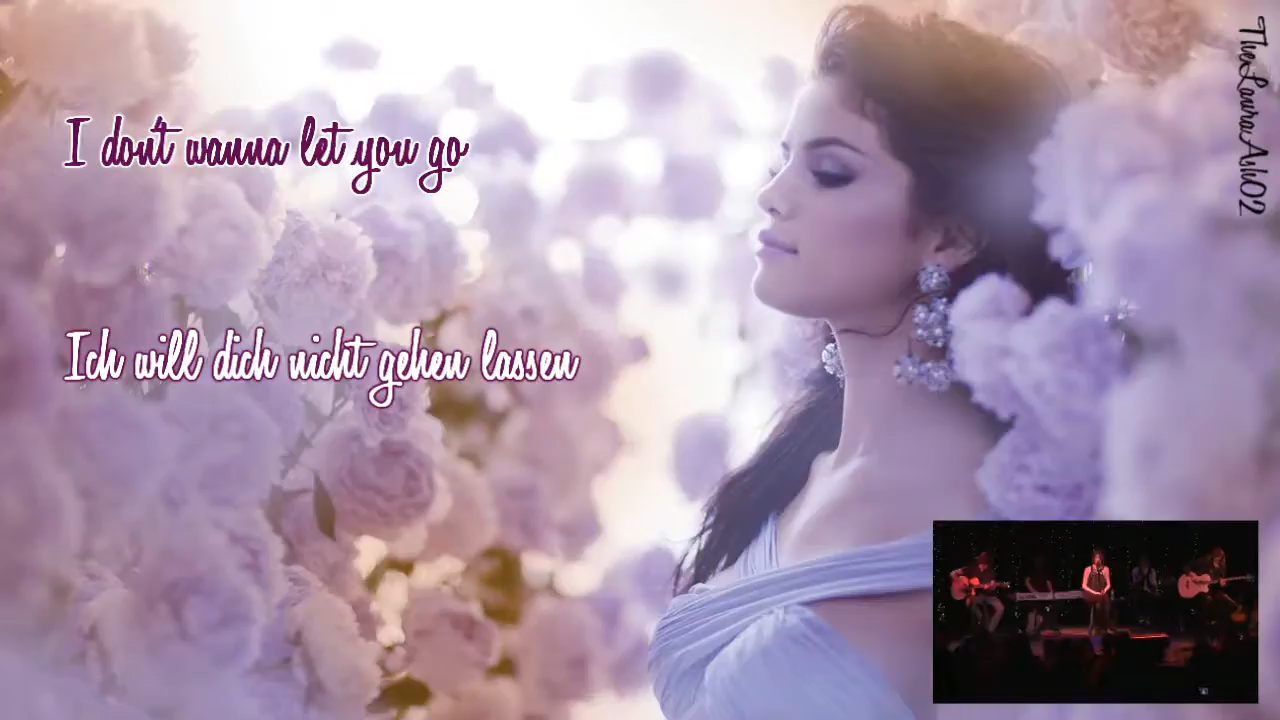 I don't wanna let you go
Ich will dich nicht gehen lassen
TheLauraAsh02